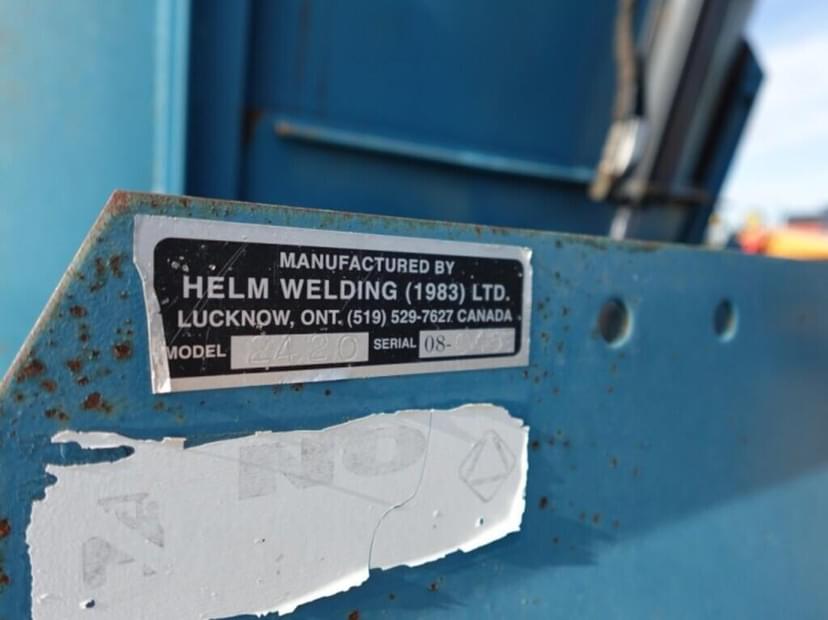 MANUFACTURED BY
HELM WELDING (1983) LTD.
LUCKNOW, ONT. (519) 529-7627 CANADA
MODEL 2420 SERIAL 08-